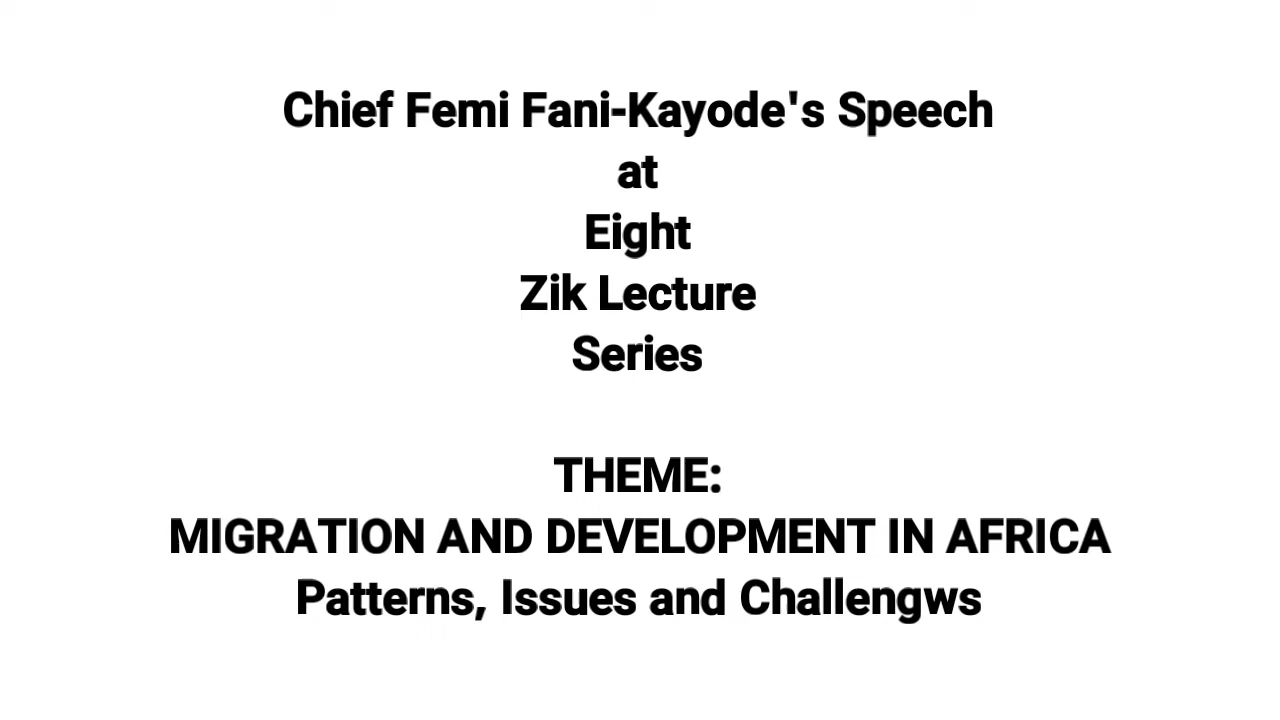 Chief Femi Fani-Kayode's Speech
at
Eight
Zik Lecture
Series
THEME:
MIGRATION AND DEVELOPMENT IN AFRICA
Patterns, Issues and Challengws